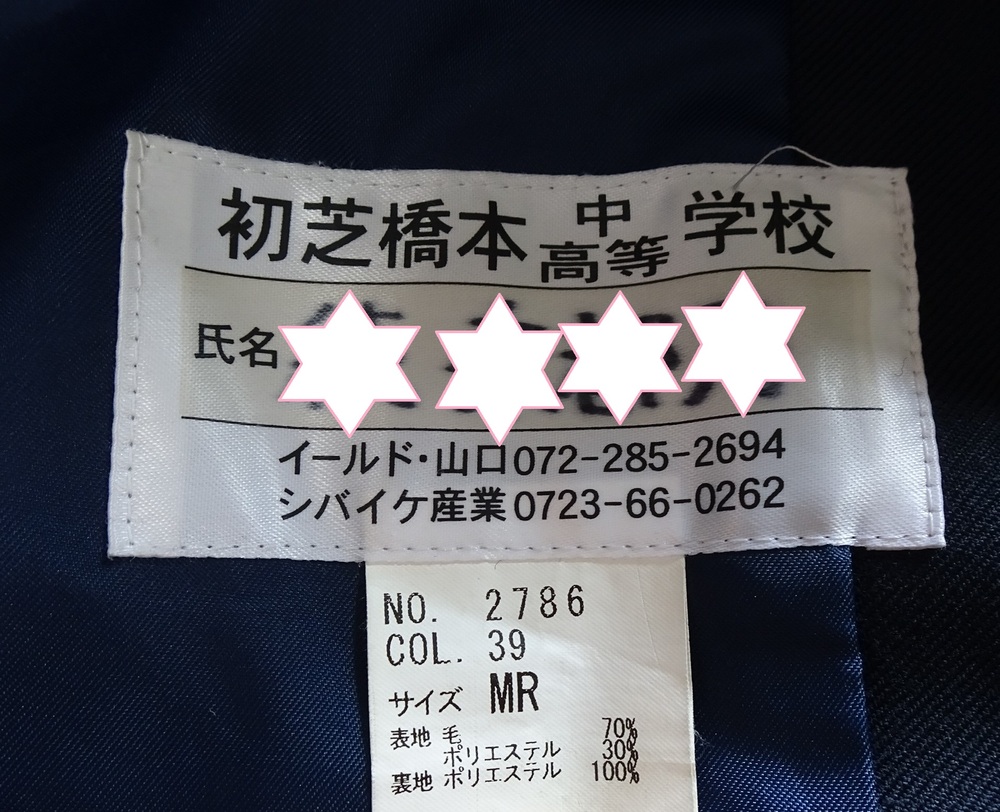 初芝橋本中高等学校
氏名
イールド・山口072-285-2694
シバイケ産業0723-66-0262
NO. 2786
COL. 39
サイズ MR
表地 毛 70%
ポリエステル 30%
裏地 ポリエステル 100%